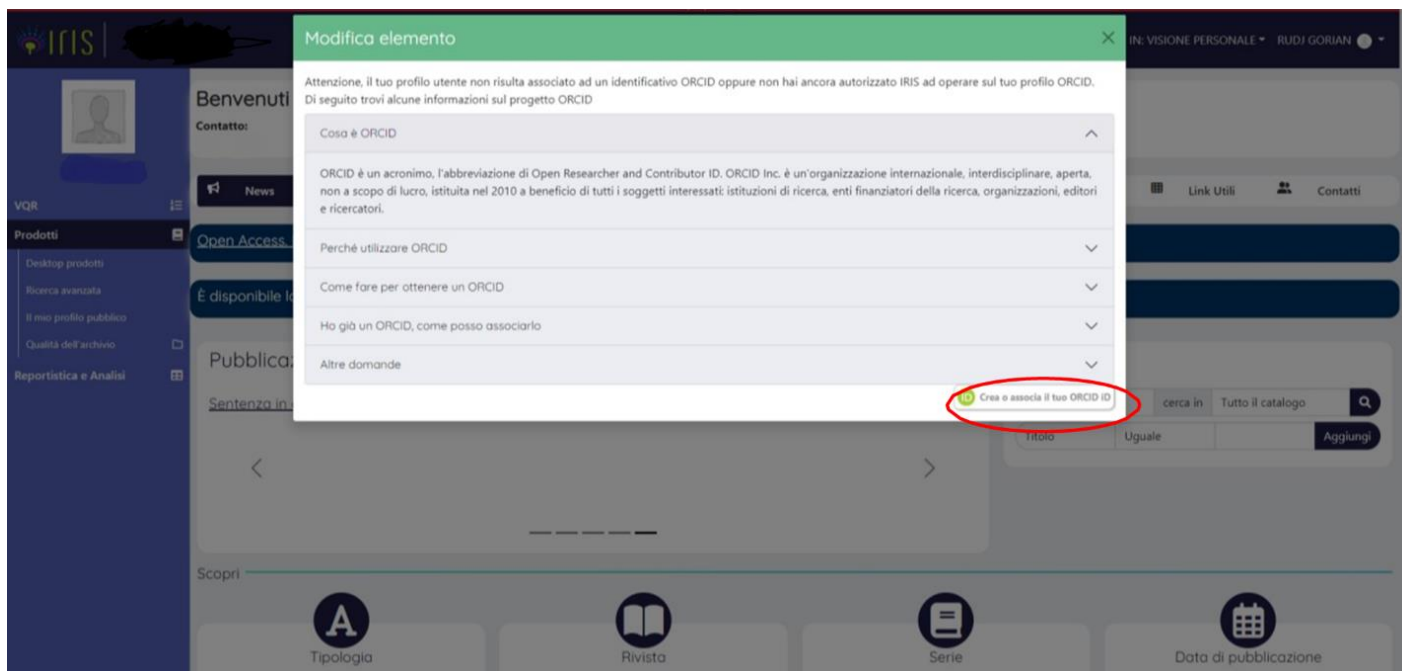 IRIS
IN: VISIONE PERSONALE
RUDJ GORIAN
Modifica elemento
Attenzione, il tuo profilo utente non risulta associato ad un identificativo ORCID oppure non hai ancora autorizzato IRIS ad operare sul tuo profilo ORCID.
Di seguito trovi alcune informazioni sul progetto ORCID
Cosa è ORCID
ORCID è un acronimo, l'abbreviazione di Open Researcher and Contributor ID. ORCID Inc. è un'organizzazione internazionale, interdisciplinare, aperta,
non a scopo di lucro, istituita nel 2010 a beneficio di tutti i soggetti interessati: istituzioni di ricerca, enti finanziatori della ricerca, organizzazioni, editori
e ricercatori.
Perché utilizzare ORCID
Come fare per ottenere un ORCID
Ho già un ORCID, come posso associarlo
Altre domande
iD Crea o associa il tuo ORCID iD
VQR
Prodotti
Desktop prodotti
Ricerca avanzata
Il mio profilo pubblico
Qualità dell'archivio
Reportistica e Analisi
Benvenuti
Contatto:
News
Link Utili
Contatti
Open Access.
È disponibile
Sentenza in
cerca in
Tutto il catalogo
Titolo
Uguale
Aggiungi
Scopri
A
Tipologia
Rivista
Serie
Data di pubblicazione